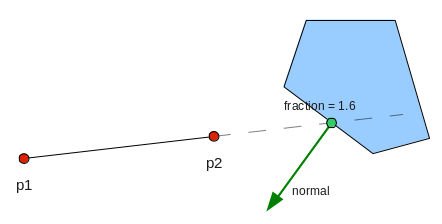 fraction = 1.6
p2
p1
normal